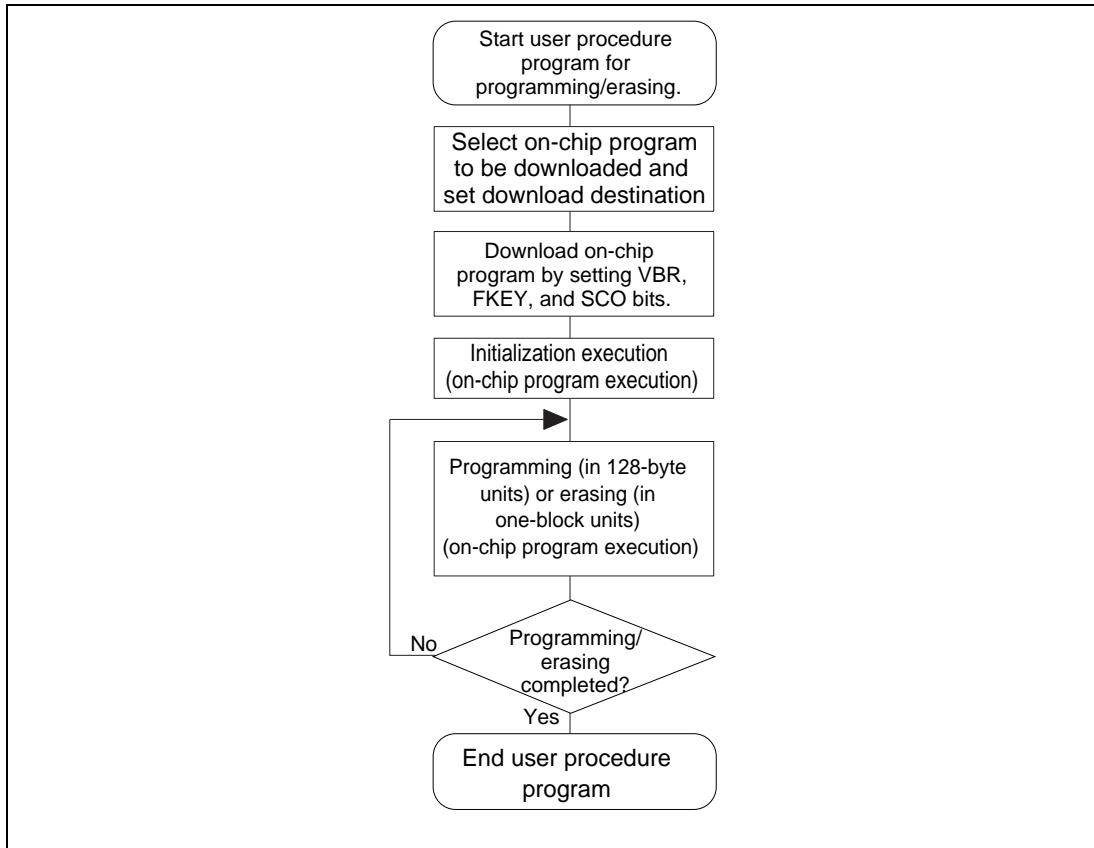 Start user procedure
program for
programming/erasing.
Select on-chip program
to be downloaded and
set download destination
Download on-chip
program by setting VBR,
FKEY, and SCO bits.
Initialization execution
(on-chip program execution)
Programming (in 128-byte
units) or erasing (in
one-block units)
(on-chip program execution)
No
Programming/
erasing
completed?
Yes
End user procedure
program